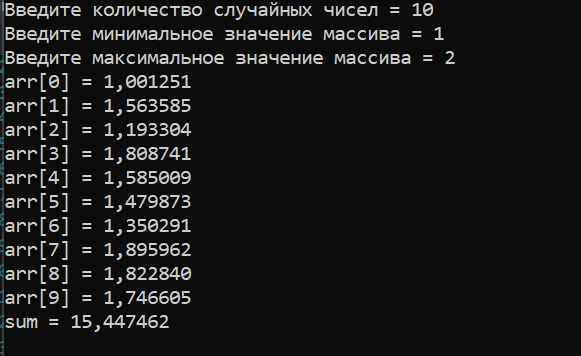 Введите количество случайных чисел = 10
Введите минимальное значение массива = 1
Введите максимальное значение массива = 2
arr[0] = 1,001251
arr[1] = 1,563585
arr[2] = 1,193304
arr[3] = 1,808741
arr[4] = 1,585009
arr[5] = 1,479873
arr[6] = 1,350291
arr[7] = 1,895962
arr[8] = 1,822840
arr[9] = 1,746605
sum = 15,447462